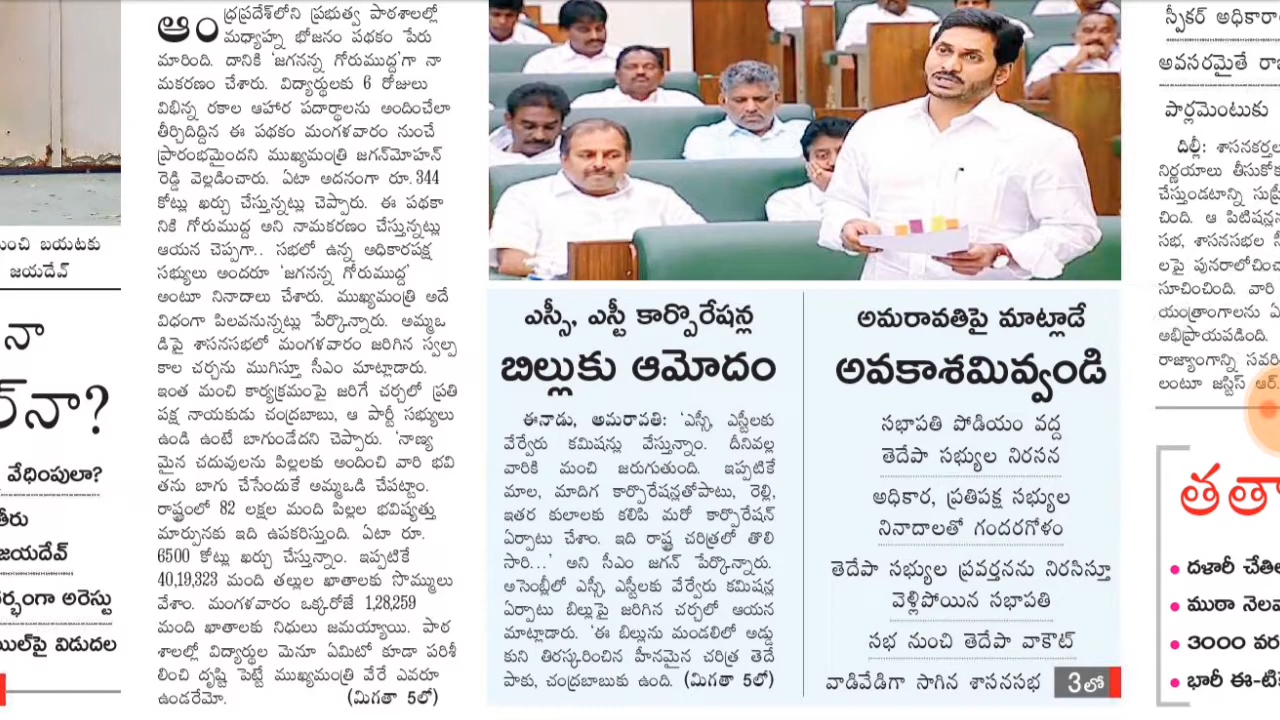 ంచి బయటకు
జయదేవ్
నా
ర్‌నా?
వేధింపులా?
తీరు
జయదేవ్
ర్భంగా అరెస్టు
యిల్‌పై విడుదల
ఆంధ్రప్రదేశ్‌లోని ప్రభుత్వ పాఠశాలల్లో
మధ్యాహ్న భోజనం పథకం పేరు
మారింది. దానికి ‘జగనన్న గోరుముద్ద’గా నా
మకరణం చేశారు. విద్యార్థులకు 6 రోజులు
విభిన్న రకాల ఆహార పదార్థాలను అందించేలా
తీర్చిదిద్దిన ఈ పథకం మంగళవారం నుంచే
ప్రారంభమైందని ముఖ్యమంత్రి జగన్‌మోహన్‌
రెడ్డి వెల్లడించారు. ఏటా అదనంగా రూ.344
కోట్లు ఖర్చు చేస్తున్నట్లు చెప్పారు. ఈ పథకా
నికి గోరుముద్ద అని నామకరణం చేస్తున్నట్లు
ఆయన చెప్పగా.. సభలో ఉన్న అధికారపక్ష
సభ్యులు అందరూ ‘జగనన్న గోరుముద్ద’
అంటూ నినాదాలు చేశారు. ముఖ్యమంత్రి అదే
విధంగా పిలవనున్నట్లు పేర్కొన్నారు. అమ్మఒ
డిపై శాసనసభలో మంగళవారం జరిగిన స్వల్ప
కాల చర్చను ముగిస్తూ సీఎం మాట్లాడారు.
ఇంత మంచి కార్యక్రమంపై జరిగే చర్చలో ప్రతి
పక్ష నాయకుడు చంద్రబాబు, ఆ పార్టీ సభ్యులు
ఉండి ఉంటే బాగుండేదని చెప్పారు. ‘నాణ్య
మైన చదువులను పిల్లలకు అందించి వారి భవి
తను బాగు చేసేందుకే అమ్మఒడి చేపట్టాం.
రాష్ట్రంలో 82 లక్షల మంది పిల్లల భవిష్యత్తు
మార్చునకు ఇది ఉపకరిస్తుంది. ఏటా రూ.
6500 కోట్లు ఖర్చు చేస్తున్నాం. ఇప్పటికే
40,19,323 మంది తల్లుల ఖాతాలకు సొమ్ములు
వేశాం. మంగళవారం ఒక్కరోజే 1,28,259
మంది ఖాతాలకు నిధులు జమయ్యాయి. పాఠ
శాలల్లో విద్యార్థుల మెనూ ఏమిటో కూడా పరిశీ
లించి దృష్టి పెట్టే ముఖ్యమంత్రి వేరే ఎవరూ
ఉండరేమో. (మిగతా 5లో)
ఎస్సీ, ఎస్టీ కార్పొరేషన్ల
బిల్లుకు ఆమోదం
ఈనాడు, అమరావతి: ‘ఎస్సీ, ఎస్టీలకు
వేర్వేరు కమిషన్లు వేస్తున్నాం. దీనివల్ల
వారికి మంచి జరుగుతుంది. ఇప్పటికే
మాల, మాదిగ కార్పొరేషన్లతోపాటు, రెల్లి,
ఇతర కులాలకు కలిపి మరో కార్పొరేషన్‌
ఏర్పాటు చేశాం. ఇది రాష్ట్ర చరిత్రలో తొలి
సారి...’ అని సీఎం జగన్‌ పేర్కొన్నారు.
అసెంబ్లీలో ఎస్సీ, ఎస్టీలకు వేర్వేరు కమిషన్ల
ఏర్పాటు బిల్లుపై జరిగిన చర్చలో ఆయన
మాట్లాడారు. ‘ఈ బిల్లును మండలిలో అడ్డు
కుని తిరస్కరించిన హీనమైన చరిత్ర తెదే
పాకు, చంద్రబాబుకు ఉంది. (మిగతా 5లో)
అమరావతిపై మాట్లాడే
అవకాశమివ్వండి
సభాపతి పోడియం వద్ద
తెదేపా సభ్యుల నిరసన
అధికార, ప్రతిపక్ష సభ్యుల
నినాదాలతో గందరగోళం
తెదేపా సభ్యుల ప్రవర్తనను నిరసిస్తూ
వెళ్లిపోయిన సభాపతి
సభ నుంచి తెదేపా వాకౌట్‌
వాడివేడిగా సాగిన శాసనసభ 3లో
స్పీకర్‌ అధికారా
అవసరమైతే రాజ
పార్లమెంటుకు
దిల్లీ: శాసనకర్తల
నిర్ణయాలు తీసుకో
చేస్తుండటాన్ని సుప్రీ
చింది. ఆ పిటిషన్ల
సభ, శాసనసభల స్
లపై పునరాలోచించా
సూచించింది. వారి
యంత్రాంగాలను ఏ
అభిప్రాయపడింది.
రాజ్యాంగాన్ని సవరిం
లంటూ జస్టిస్‌ ఆర్‌.
తత్కా
దళారీ చేతిల
ముఠా నెలవ
3000 వర
భారీ ఈ-టికె